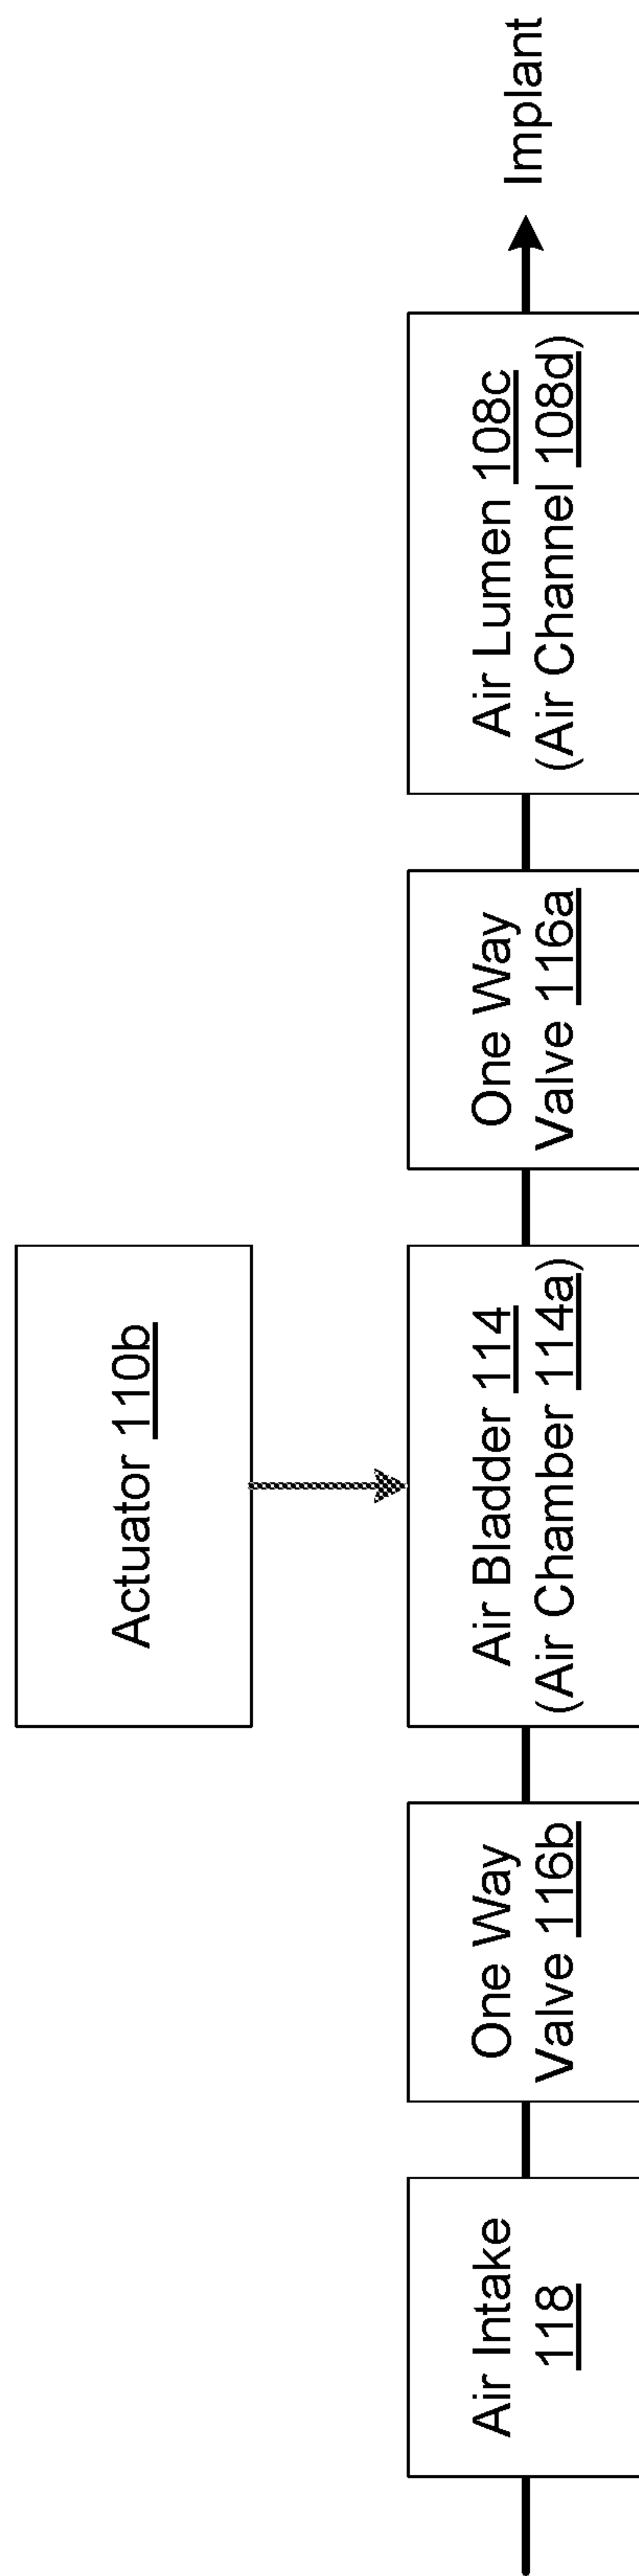 Actuator 110b
Air Intake
118
One Way
Valve 116b
Air Bladder 114
(Air Chamber 114a)
One Way
Valve 116a
Air Lumen 108c
(Air Channel 108d)
Implant